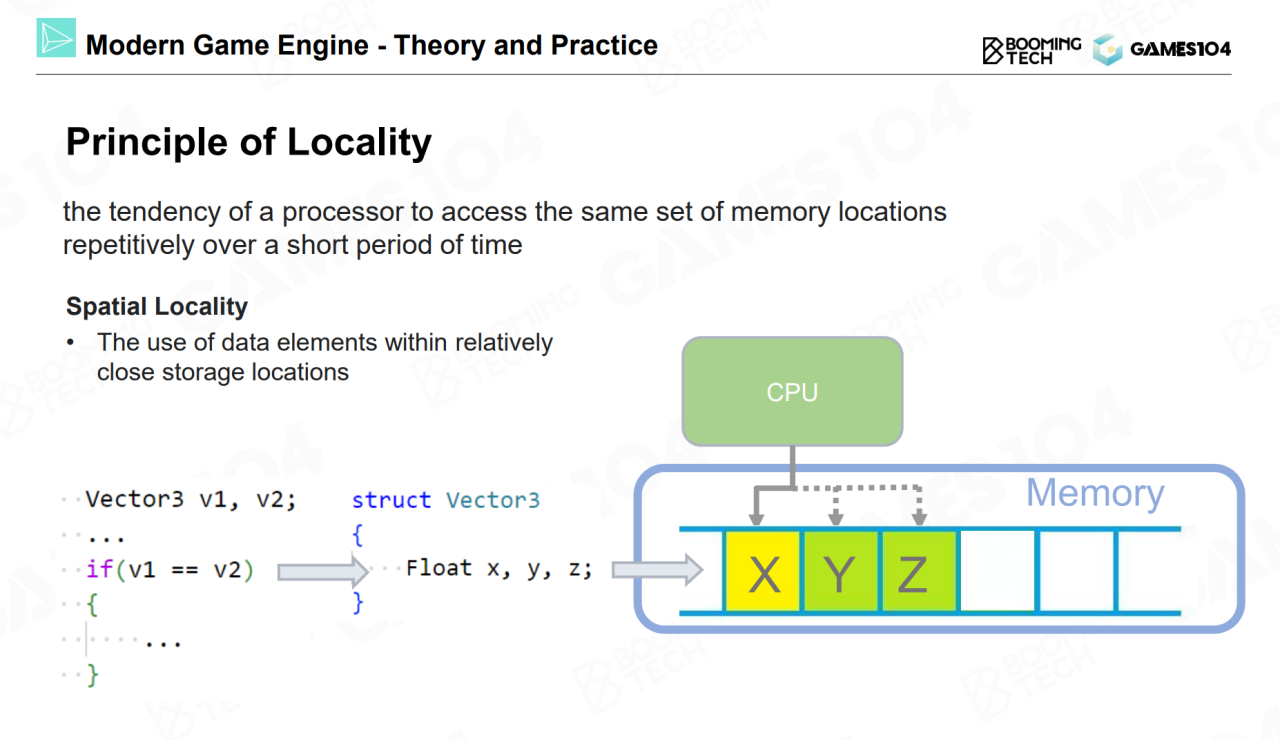 Modern Game Engine - Theory and Practice
BOOMING
TECH
GAMES104
Principle of Locality
the tendency of a processor to access the same set of memory locations
repetitively over a short period of time
Spatial Locality
• The use of data elements within relatively
close storage locations
CPU
Memory
Vector3 v1, v2;
...
if(v1 == v2)
{
...
}
struct Vector3
{
Float x, y, z;
}
X Y Z